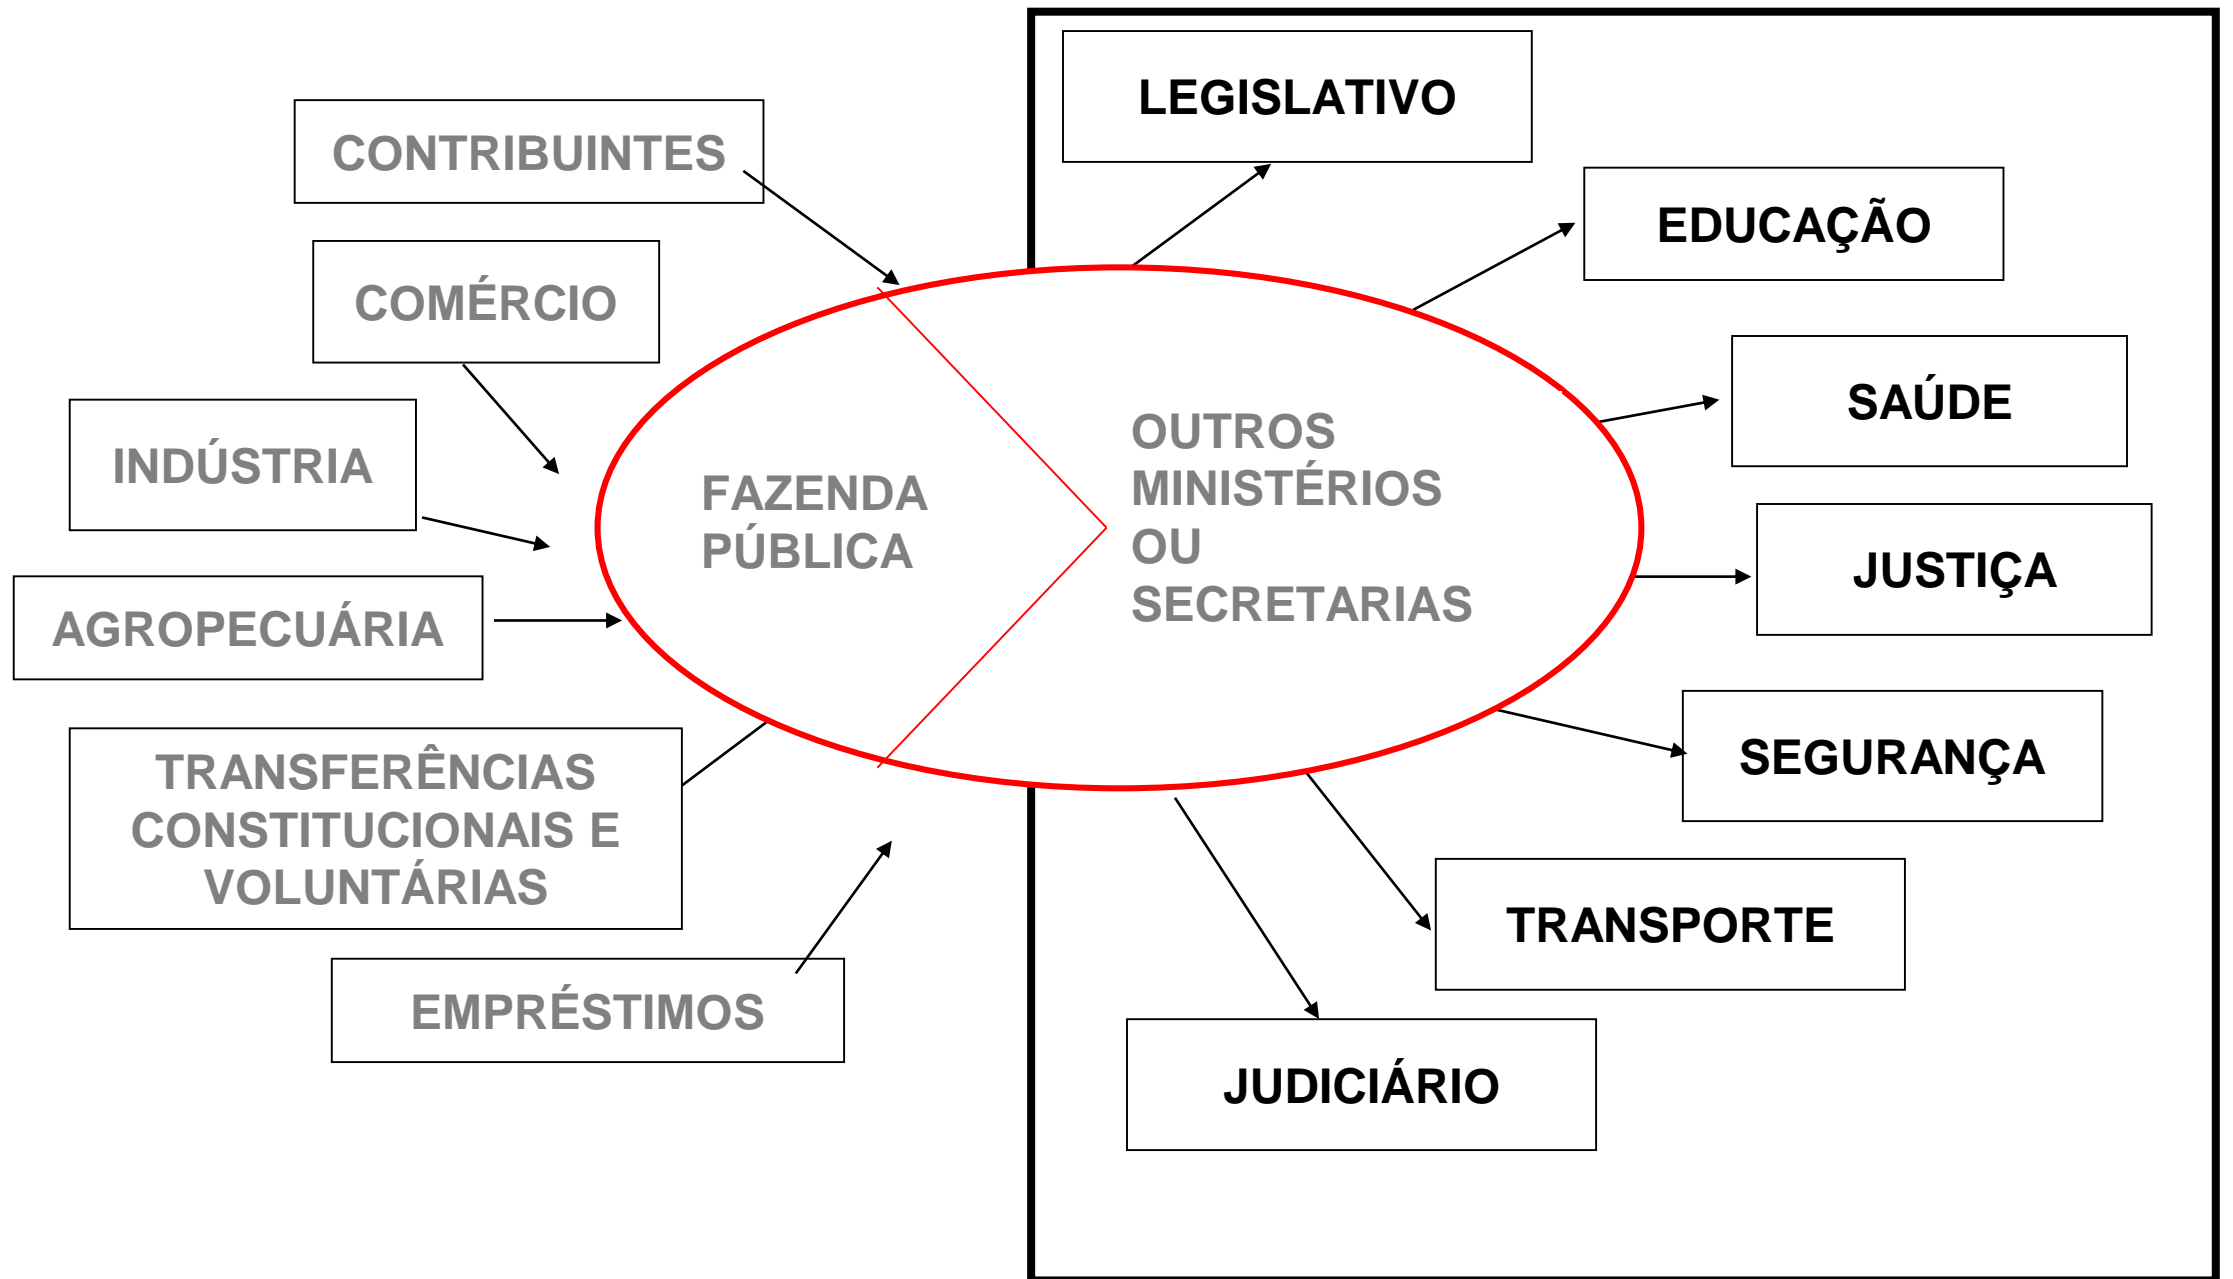 CONTRIBUINTES
COMÉRCIO
INDÚSTRIA
AGROPECUÁRIA
TRANSFERÊNCIAS
CONSTITUCIONAIS E
VOLUNTÁRIAS
EMPRÉSTIMOS
FAZENDA
PÚBLICA
OUTROS
MINISTÉRIOS
OU
SECRETARIAS
LEGISLATIVO
EDUCAÇÃO
SAÚDE
JUSTIÇA
SEGURANÇA
TRANSPORTE
JUDICIÁRIO